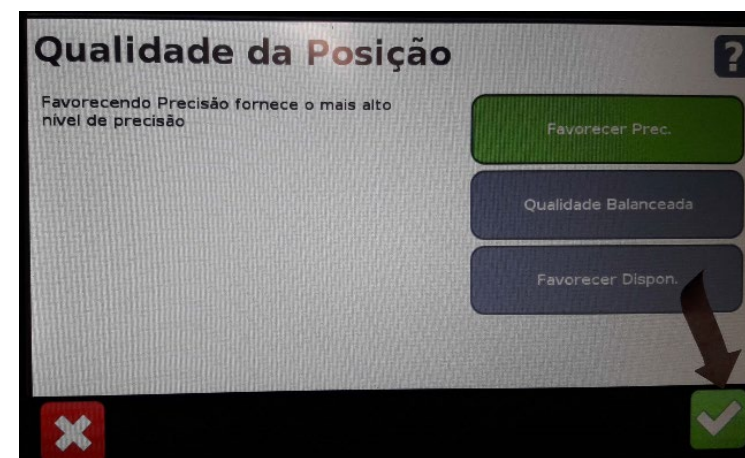 Qualidade da Posição
?
Favorecendo Precisão fornece o mais alto
nível de precisão
Favorecer Prec.
Qualidade Balanceada
Favorecer Dispon.